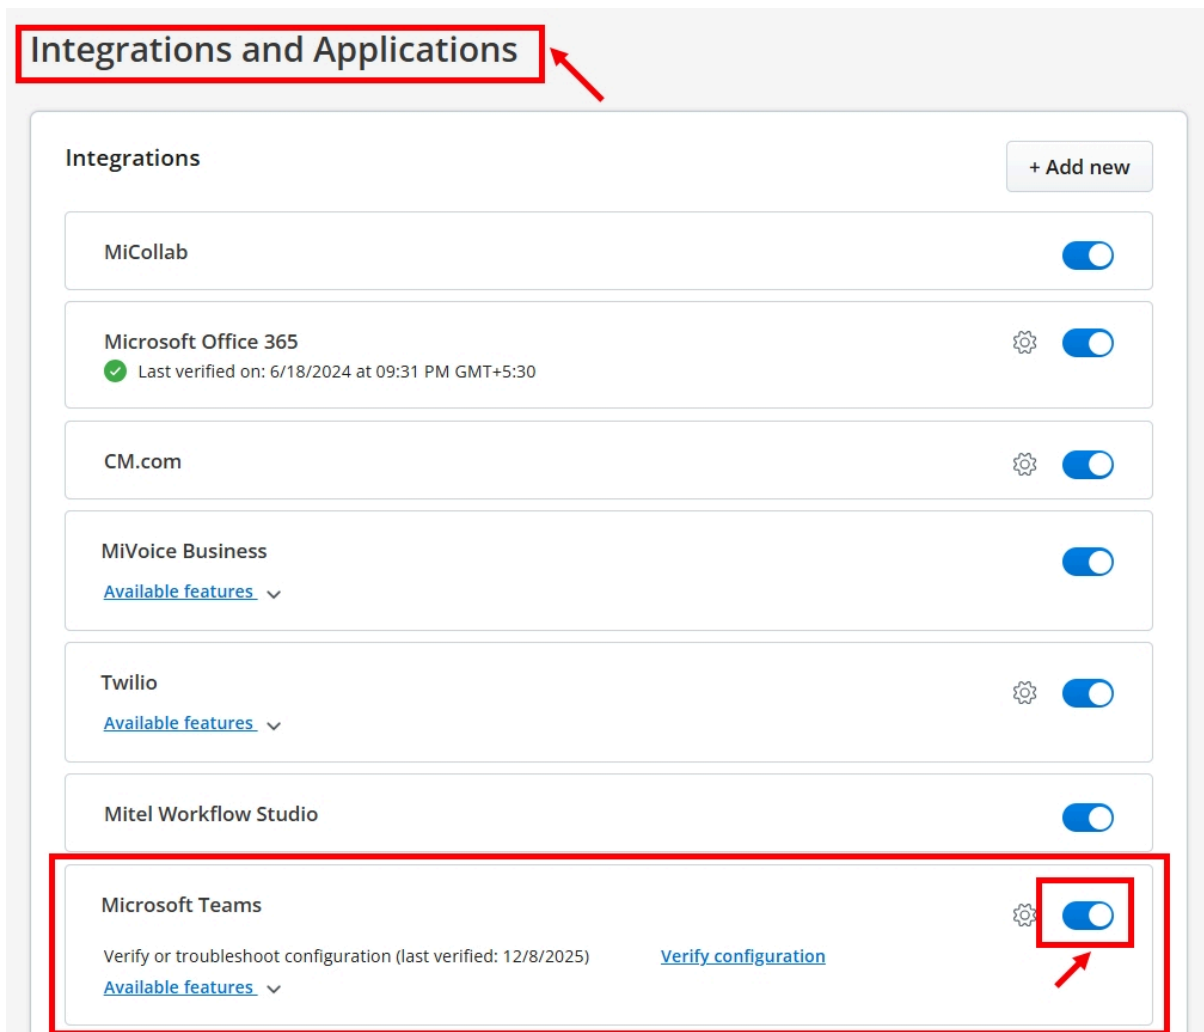 Integrations and Applications
Integrations
+ Add new
MiCollab
Microsoft Office 365
Last verified on: 6/18/2024 at 09:31 PM GMT+5:30
CM.com
MiVoice Business
Available features
Twilio
Available features
Mitel Workflow Studio
Microsoft Teams
Verify or troubleshoot configuration (last verified: 12/8/2025) Verify configuration
Available features